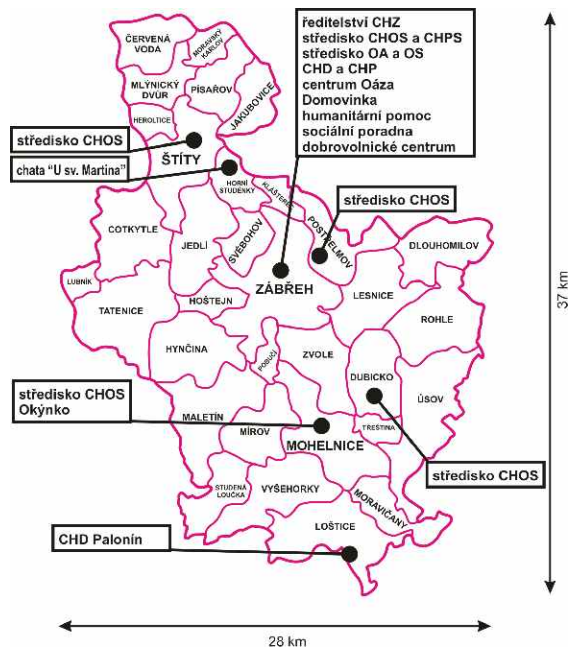 ředitelství CHZ
středisko CHOS a CHPS
středisko OA a OS
CHD a CHP
centrum Oáza
Domovinka
humanitární pomoc
sociální poradna
dobrovolnické centrum
ČERVENÁ
VODA
MORAVSKÝ
KARLOV
MLÝNICKÝ
DVŮR
PÍSAŘOV
JAKUBOVICE
HEROLTICE
středisko CHOS
ŠTÍTY
chata "U sv. Martina"
HORNÍ
STUDÉNKY
KLÁŠTEREC
středisko CHOS
POSTŘELMOV
COTKYTLE
JEDLÍ
SVÉBOHOV
DLOUHOMILOV
LUBNÍK
ZÁBŘEH
LESNICE
TATENICE
HOŠTEJN
ROHLE
37 km
HYNČINA
POBUČÍ
ZVOLE
DUBICKO
ÚSOV
středisko CHOS
Okýnko
MALETÍN
MÍROV
MOHELNICE
TŘEŠTINA
středisko CHOS
STUDENÁ
LOUČKA
VYŠEHORKY
MORAVIČANY
LOŠTICE
CHD Palonín
28 km